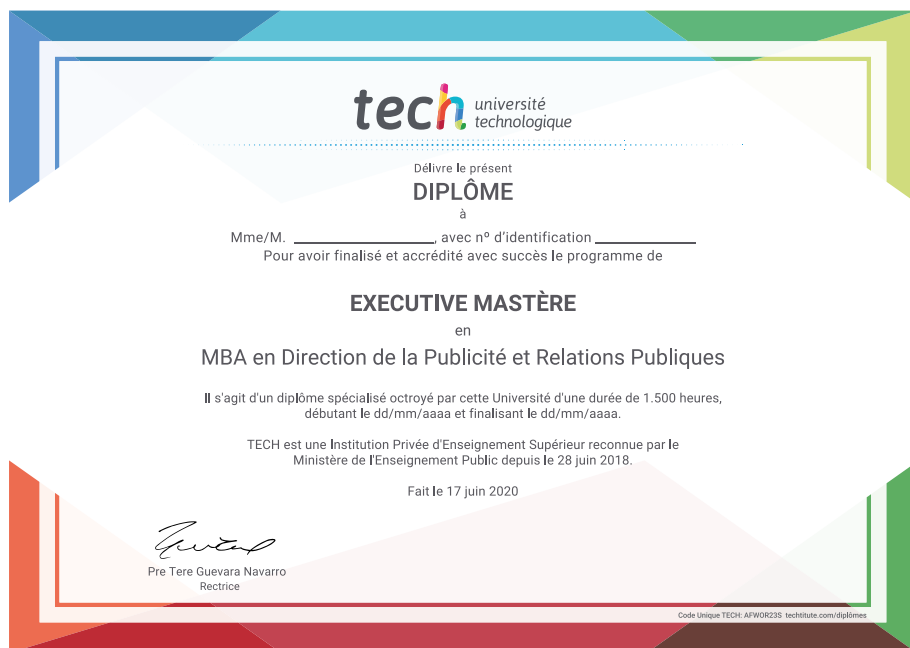 tech université
technologique
Délivre le présent
DIPLÔME
à
Mme/M. ____________, avec nº d'identification ____________
Pour avoir finalisé et accrédité avec succès le programme de
EXECUTIVE MASTÈRE
en
MBA en Direction de la Publicité et Relations Publiques
Il s'agit d'un diplôme spécialisé octroyé par cette Université d'une durée de 1.500 heures,
débutant le dd/mm/aaaa et finalisant le dd/mm/aaaa.
TECH est une Institution Privée d'Enseignement Supérieur reconnue par le
Ministère de l'Enseignement Public depuis le 28 juin 2018.
Fait le 17 juin 2020
Pre Tere Guevara Navarro
Rectrice
Code Unique TECH: AFWOR23S techtitute.com/diplômes